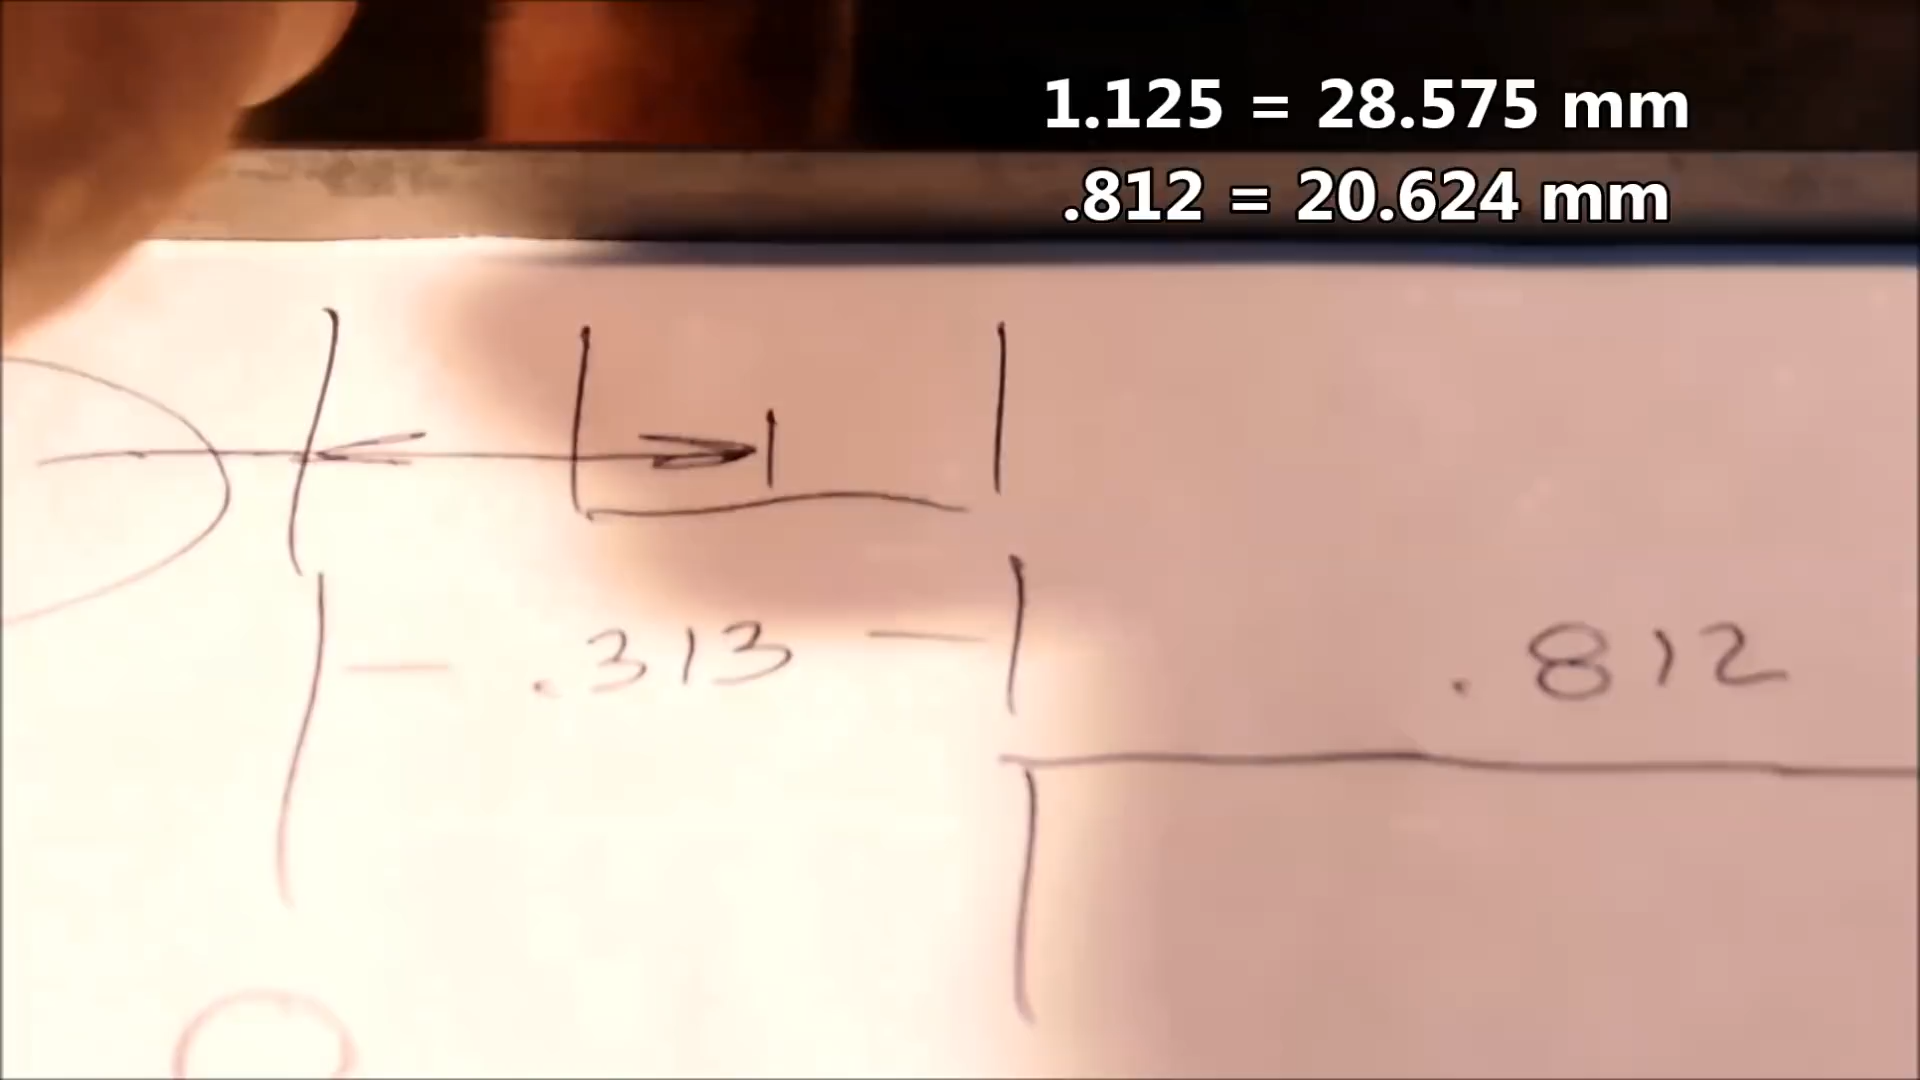 1.125 = 28.575 mm
.812 = 20.624 mm
.313
.812